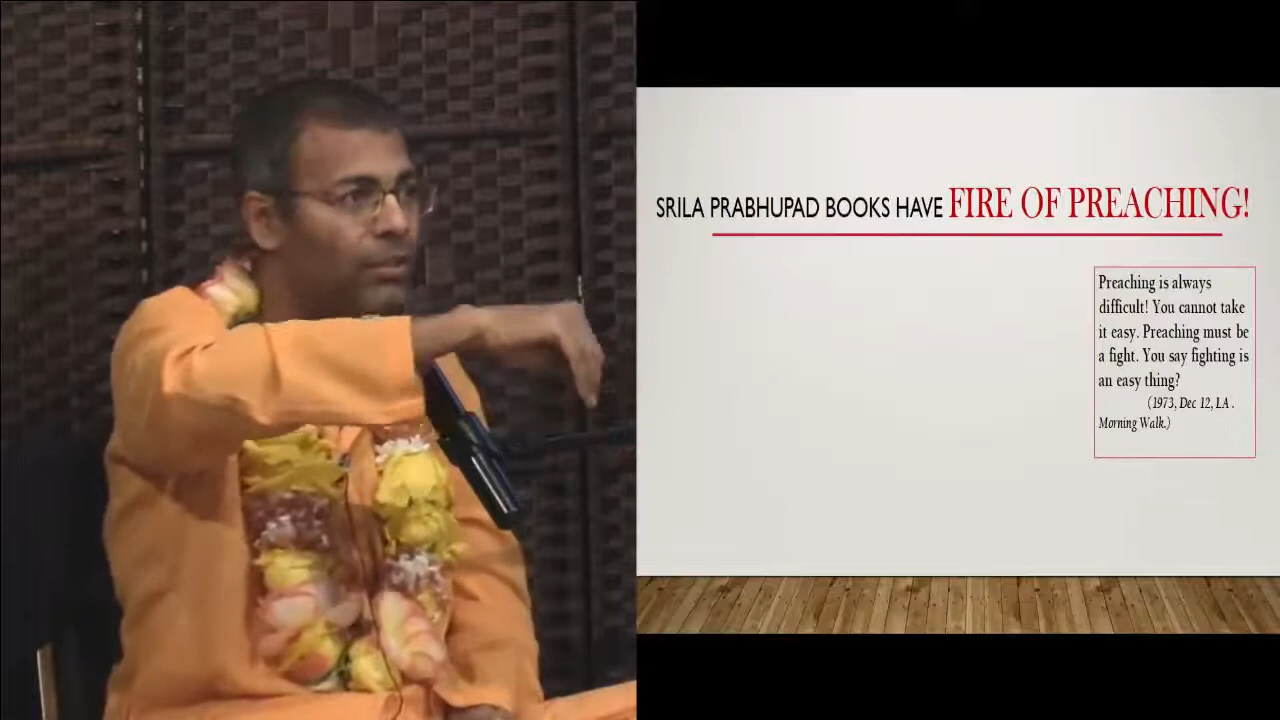 SRILA PRABHUPAD BOOKS HAVE FIRE OF PREACHING!
Preaching is always
difficult! You cannot take
it easy. Preaching must be
a fight. You say fighting is
an easy thing?
(1973, Dec 12, LA .
Morning Walk.)